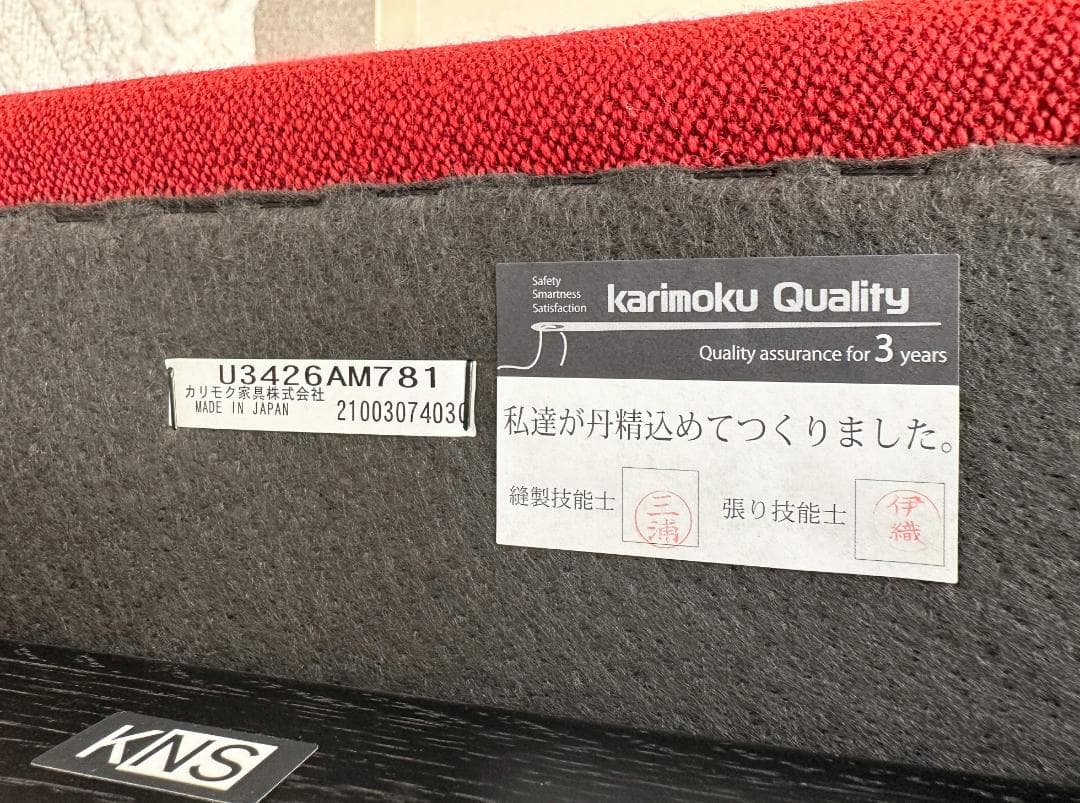 Safety
Smartness
Satisfaction
karimoku Quality
Quality assurance for 3 years
U3426AM781
カリモク家具株式会社
MADE IN JAPAN 21003074030
私達が丹精込めてつくりました。
縫製技能士
三浦
張り技能士
伊織
KNS